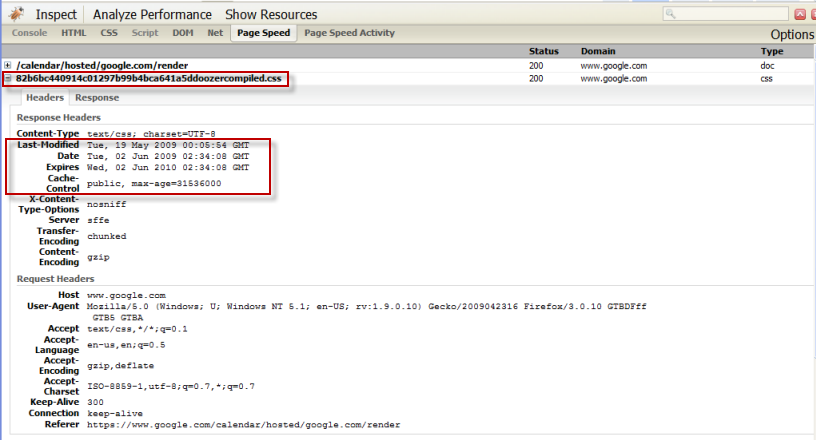 Inspect Analyze Performance Show Resources
Console HTML CSS Script DOM Net Page Speed Page Speed Activity Options
Status Domain Type
/calendar/hosted/google.com/render 200 www.google.com doc
82b6bc440914c01297b99b4bca641a5ddoozercompiled.css 200 www.google.com css
Headers Response
Response Headers
Content-Type text/css; charset=UTF-8
Last-Modified Tue, 19 May 2009 00:05:54 GMT
Date Tue, 02 Jun 2009 02:34:08 GMT
Expires Wed, 02 Jun 2010 02:34:08 GMT
Cache-
Control public, max-age=31536000
X-Content-
Type-Options nosniff
Server sffe
Transfer-
Encoding chunked
Content-
Encoding gzip
Request Headers
Host www.google.com
User-Agent Mozilla/5.0 (Windows; U; Windows NT 5.1; en-US; rv:1.9.0.10) Gecko/2009042316 Firefox/3.0.10 GTBDFff
GTB5 GTBA
Accept text/css,*/*;q=0.1
Accept-
Language en-us,en;q=0.5
Accept-
Encoding gzip,deflate
Accept-
Charset ISO-8859-1,utf-8;q=0.7,*;q=0.7
Keep-Alive 300
Connection keep-alive
Referer https://www.google.com/calendar/hosted/google.com/render